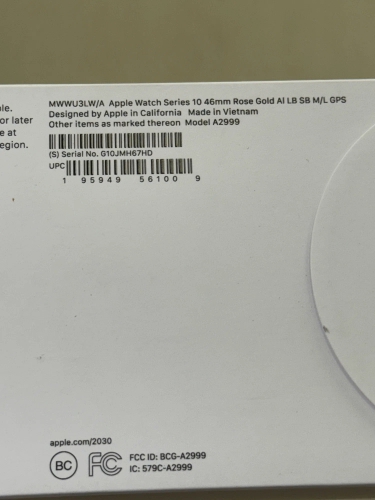 ple.
or later
e at
egion.
MWWU3LW/A Apple Watch Series 10 46mm Rose Gold Al LB SB M/L GPS
Designed by Apple in California Made in Vietnam
Other items as marked thereon Model A2999
(S) Serial No. G10JMH67HD
UPC
1 95949 56100 9
apple.com/2030
BC FC FCC ID: BCG-A2999
IC: 579C-A2999